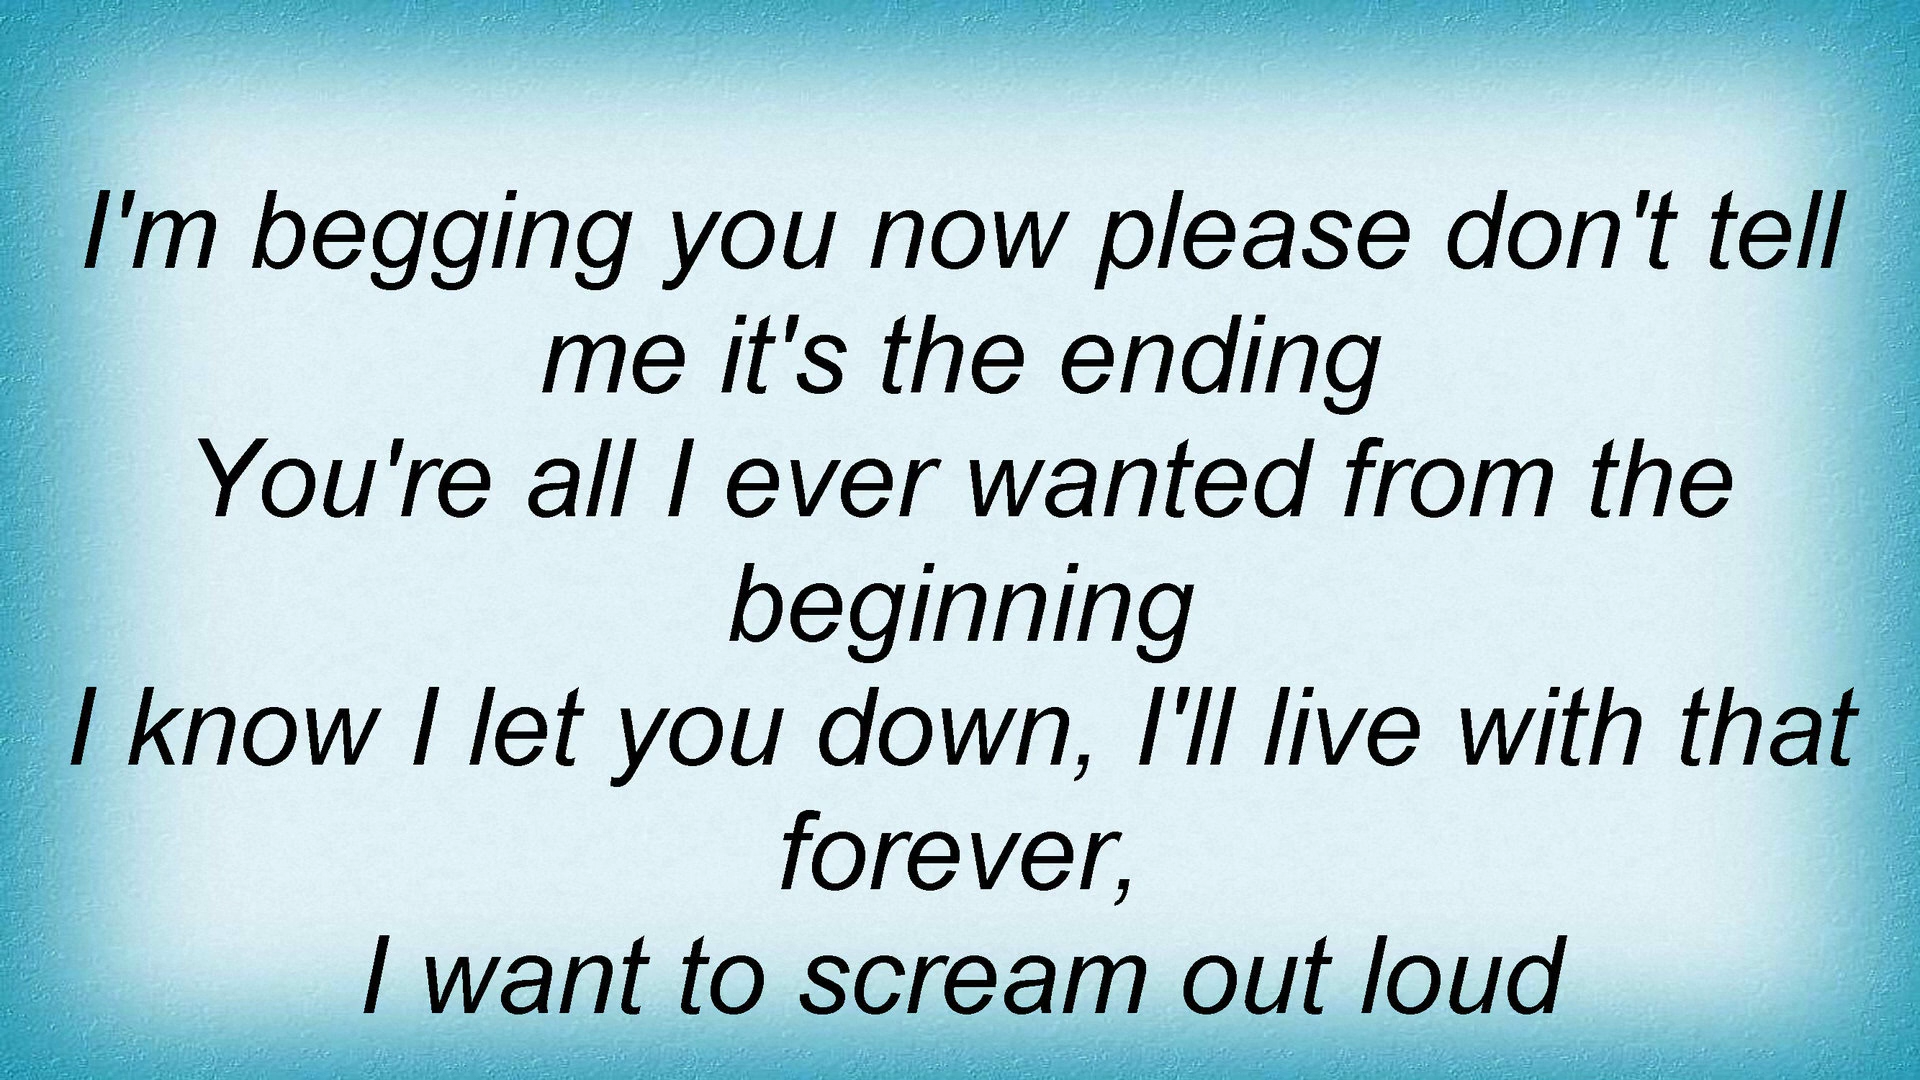 I'm begging you now please don't tell
me it's the ending
You're all I ever wanted from the
beginning
I know I let you down, I'll live with that
forever,
I want to scream out loud